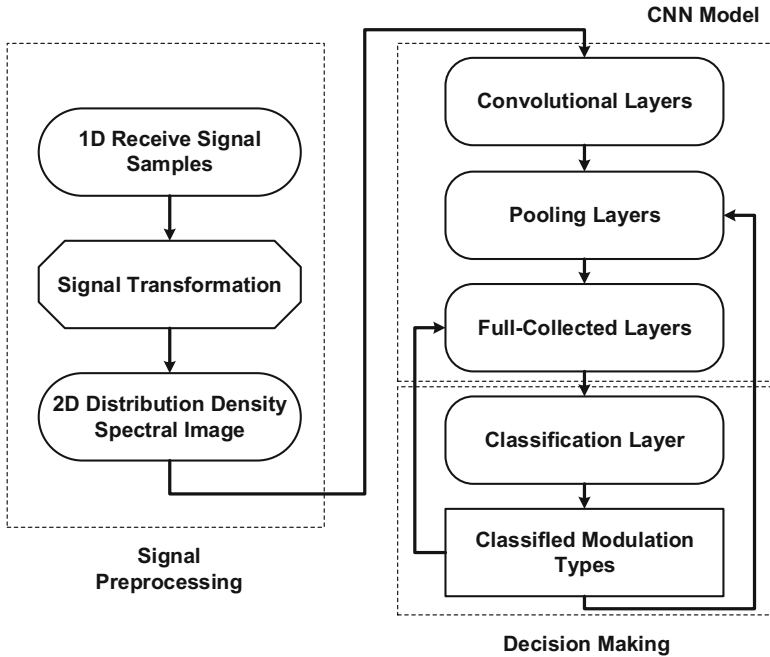 1D Receive Signal
Samples
Signal Transformation
2D Distribution Density
Spectral Image
Signal
Preprocessing
CNN Model
Convolutional Layers
Pooling Layers
Full-Collected Layers
Classification Layer
Classifled Modulation
Types
Decision Making